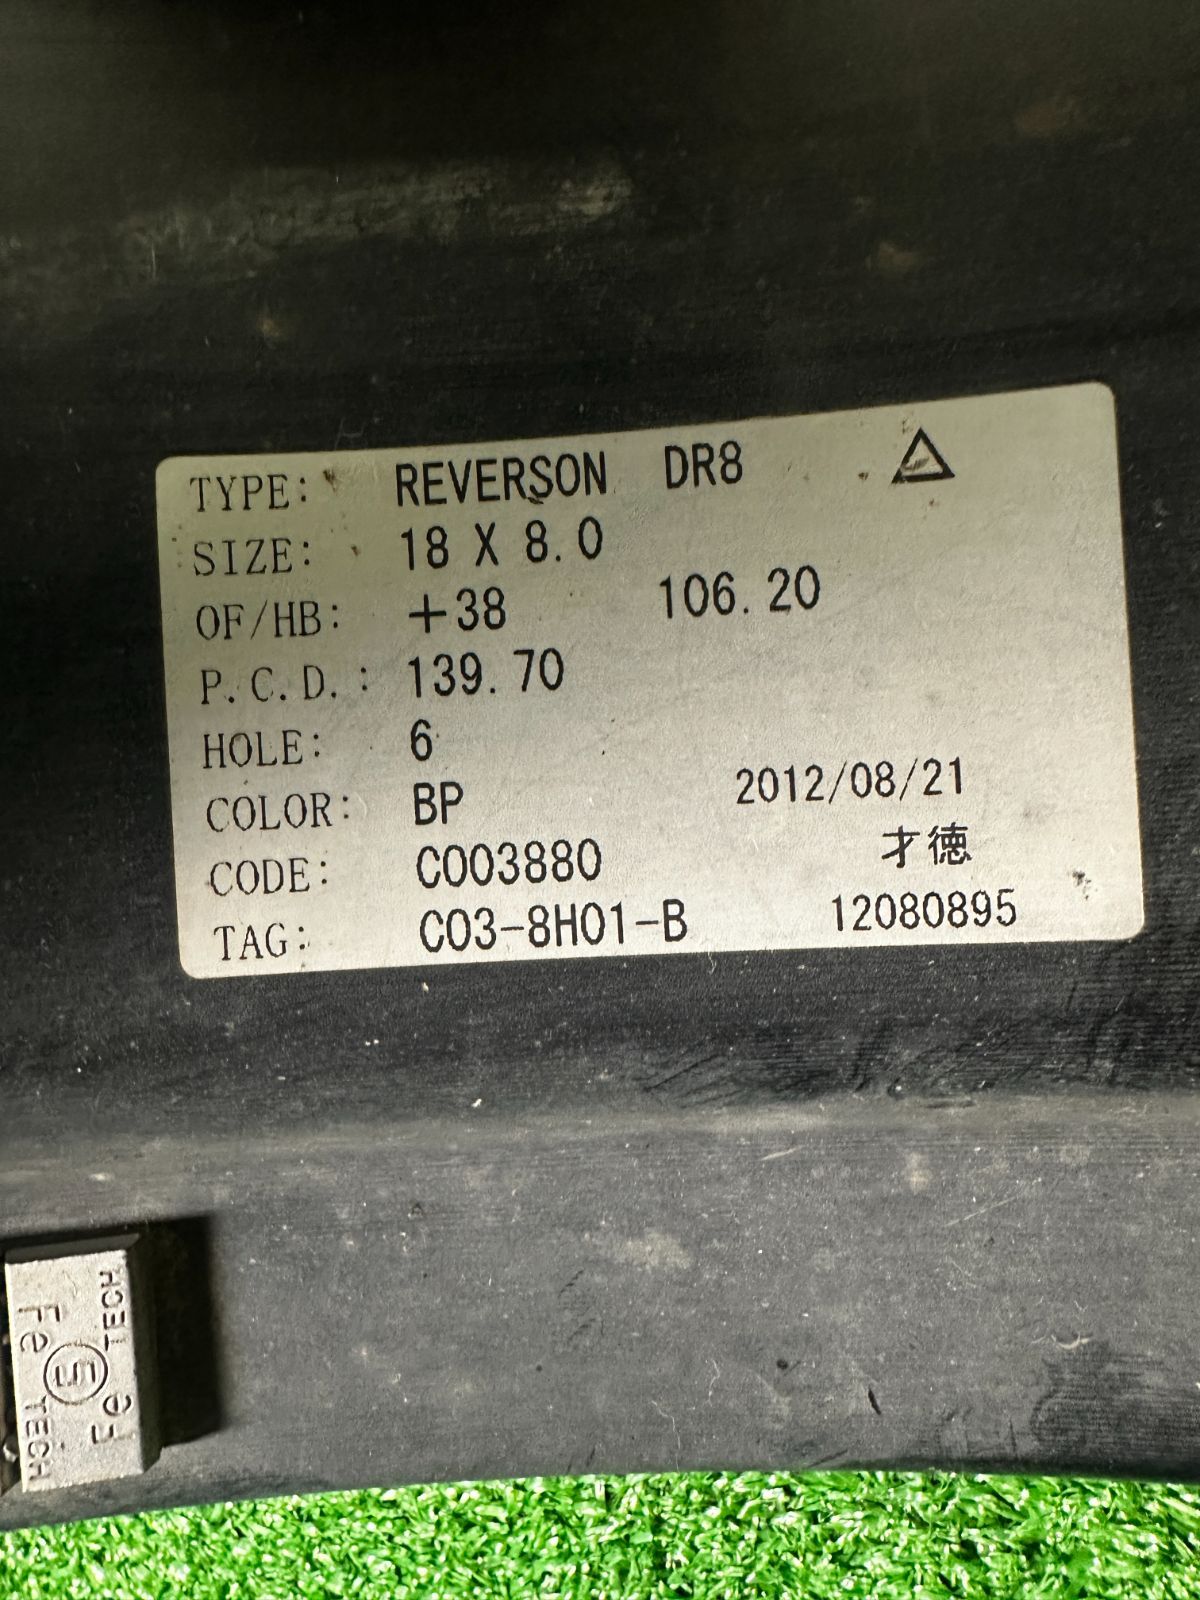 TYPE: REVERSON DR8 △
SIZE: 18 X 8.0
OF/HB: +38 106.20
P.C.D.: 139.70
HOLE: 6
COLOR: BP 2012/08/21
CODE: C003880 才德
TAG: C03-8H01-B 12080895
Fe TECH
5
Fe TECH